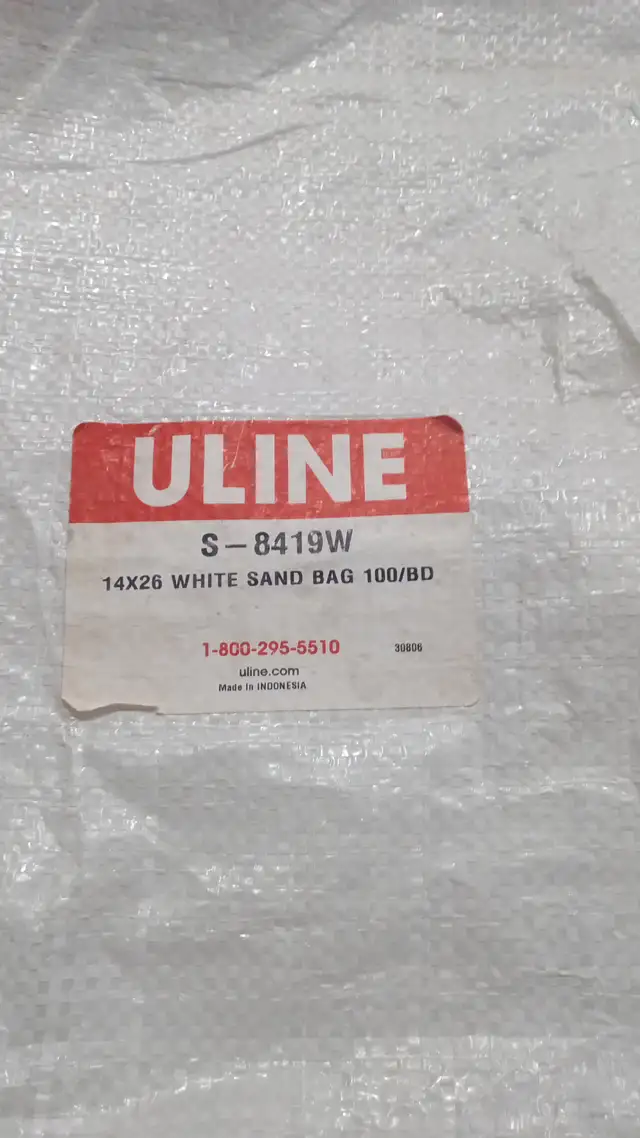 ULINE
S-8419W
14X26 WHITE SAND BAG 100/BD
1-800-295-5510 30806
uline.com
Made in INDONESIA